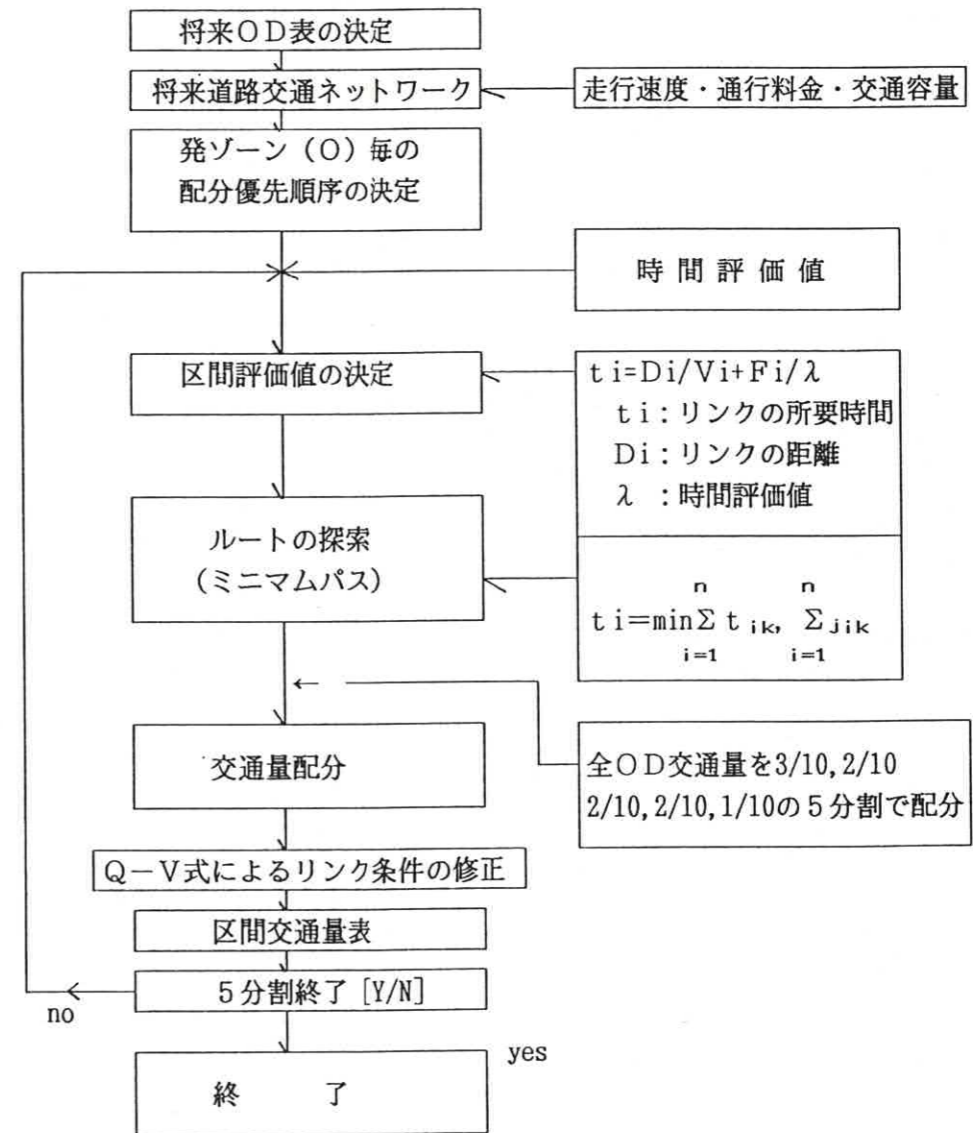 将来ＯＤ表の決定
将来道路交通ネットワーク
走行速度・通行料金・交通容量
発ゾーン（Ｏ）毎の
配分優先順序の決定
時間評価値
区間評価値の決定
ｔi=Di/Vi+Fi/λ
ｔi：リンクの所要時間
Di：リンクの距離
λ ：時間評価値
ルートの探索
(ミニマムパス)
n n
ｔi=minΣ ｔik, Σjik
i=1 i=1
←
交通量配分
全ＯＤ交通量を3/10,2/10
2/10,2/10,1/10の５分割で配分
Ｑ－Ｖ式によるリンク条件の修正
区間交通量表
５分割終了 [Y/N]
no
yes
終 了